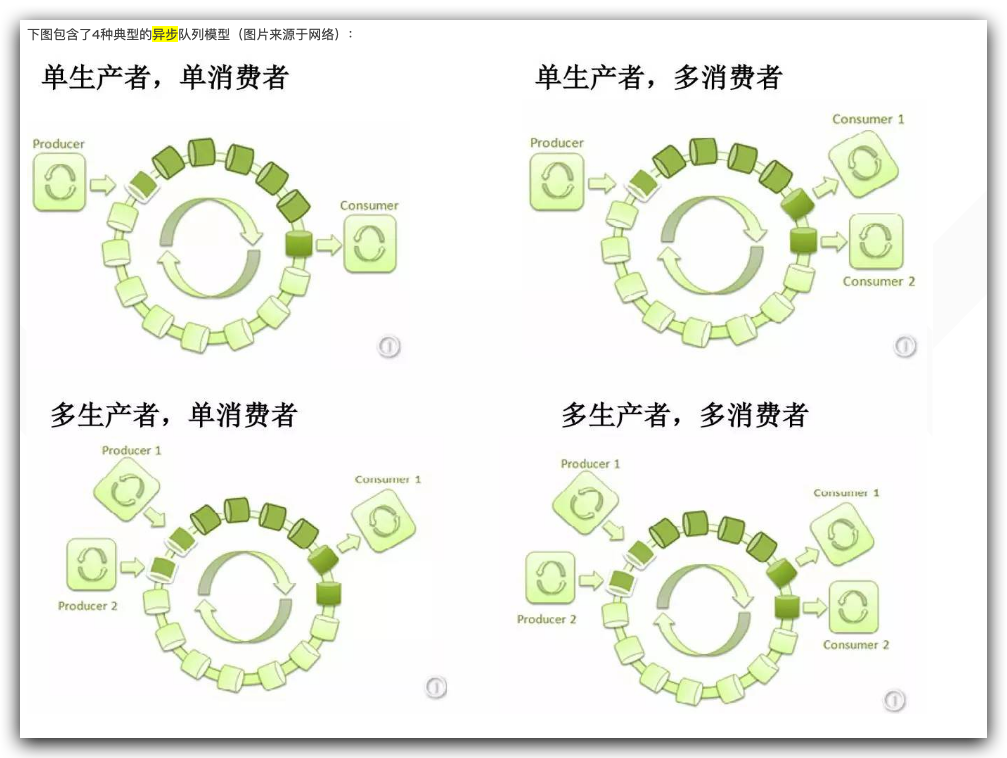 下图包含了4种典型的异步队列模型（图片来源于网络）：
单生产者，单消费者
Producer
Consumer
单生产者，多消费者
Producer
Consumer 1
Consumer 2
多生产者，单消费者
Producer 1
Producer 2
Consumer 1
多生产者，多消费者
Producer 1
Producer 2
Consumer 1
Consumer 2